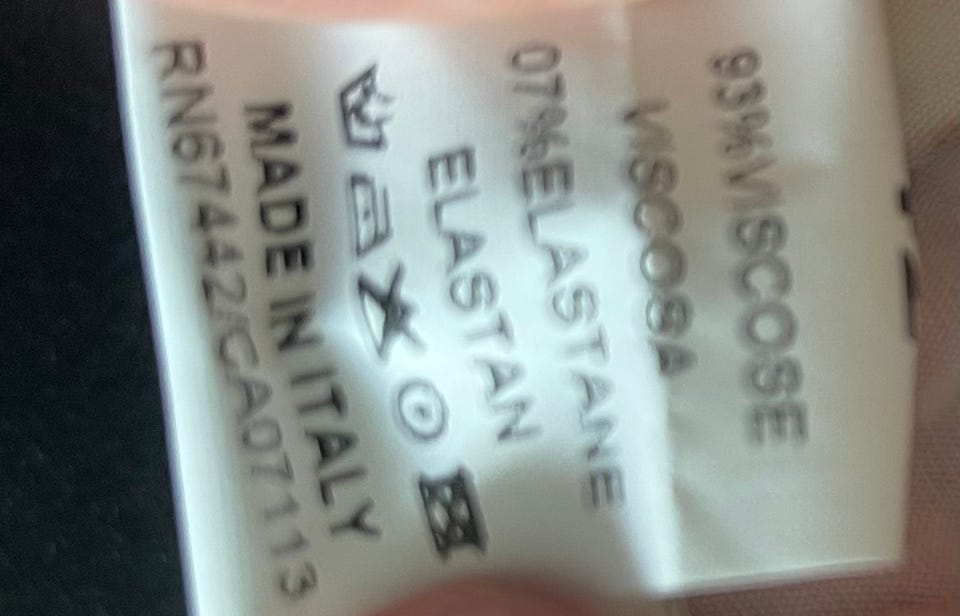 93%VISCOSE
VISCOSA
07%ELASTANE
ELASTAN
MADE IN ITALY
RN67442/CA07113